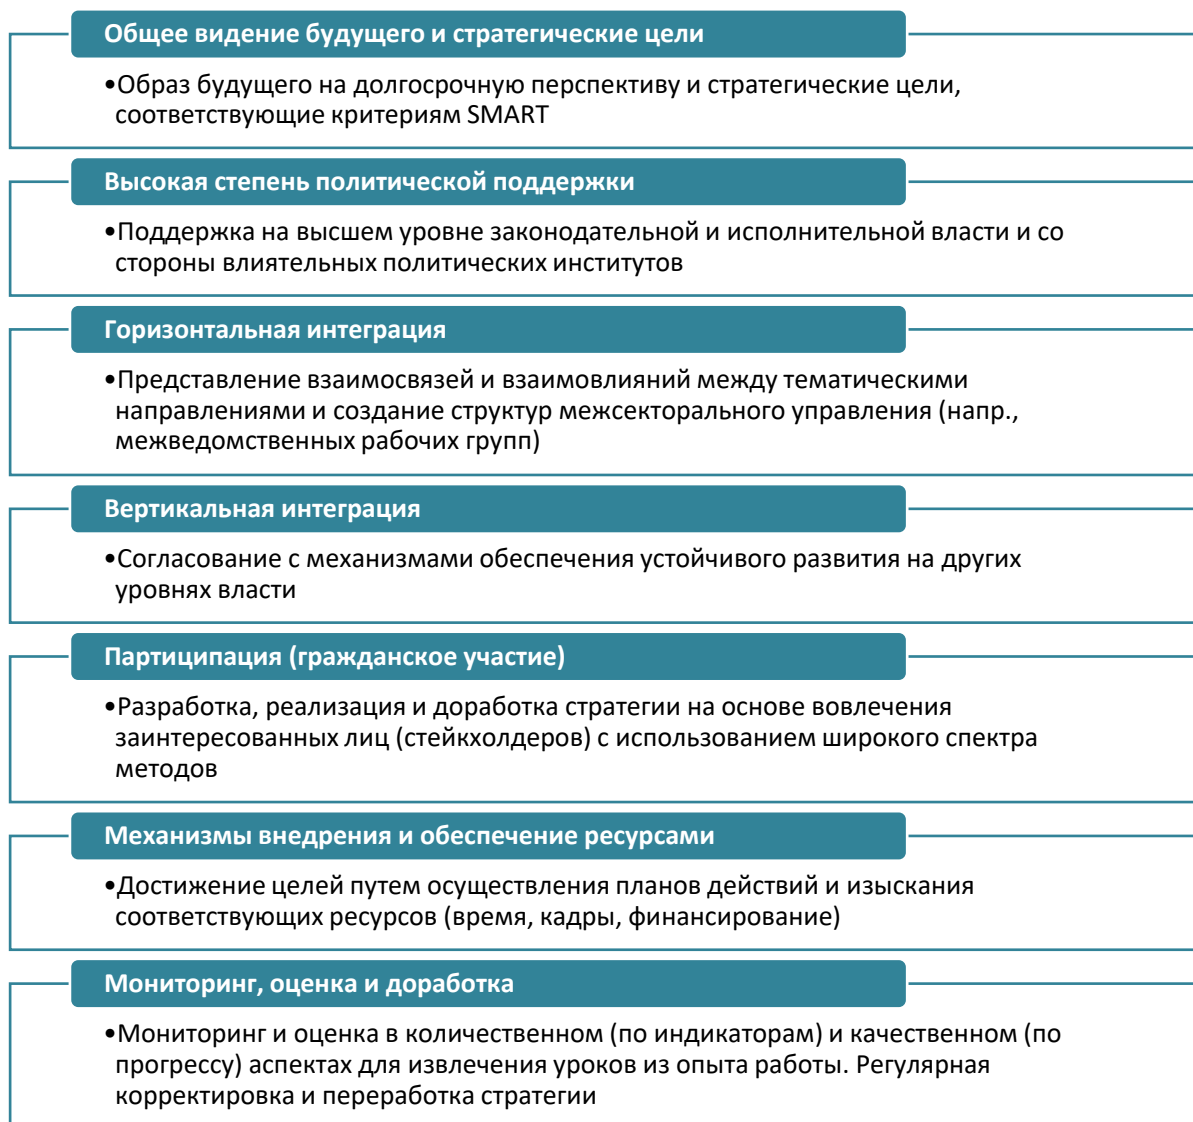 Общее видение будущего и стратегические цели
•Образ будущего на долгосрочную перспективу и стратегические цели,
соответствующие критериям SMART
Высокая степень политической поддержки
•Поддержка на высшем уровне законодательной и исполнительной власти и со
стороны влиятельных политических институтов
Горизонтальная интеграция
•Представление взаимосвязей и взаимовлияний между тематическими
направлениями и создание структур межсекторального управления (напр.,
межведомственных рабочих групп)
Вертикальная интеграция
•Согласование с механизмами обеспечения устойчивого развития на других
уровнях власти
Партиципация (гражданское участие)
•Разработка, реализация и доработка стратегии на основе вовлечения
заинтересованных лиц (стейкхолдеров) с использованием широкого спектра
методов
Механизмы внедрения и обеспечение ресурсами
•Достижение целей путем осуществления планов действий и изыскания
соответствующих ресурсов (время, кадры, финансирование)
Мониторинг, оценка и доработка
•Мониторинг и оценка в количественном (по индикаторам) и качественном (по
прогрессу) аспектах для извлечения уроков из опыта работы. Регулярная
корректировка и переработка стратегии